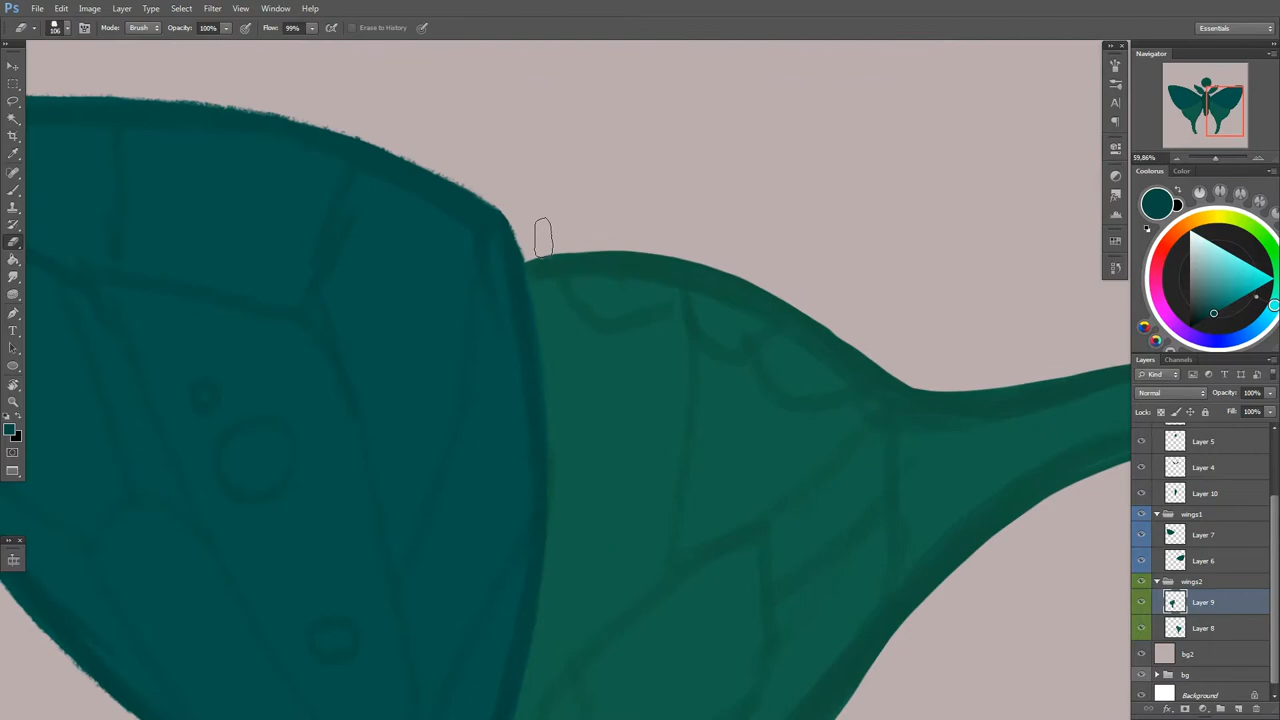 Ps File Edit Image Layer Type Select Filter View Window Help
106 Mode: Brush Opacity: 100% Flow: 99% Erase to History Essentials
Navigator
59,86%
Coolorus Color
Layers Channels
Kind
Normal Opacity: 100%
Lock: Fill: 100%
Layer 5
Layer 4
Layer 10
wings1
Layer 7
Layer 6
wings2
Layer 9
Layer 8
bg2
bg
Background